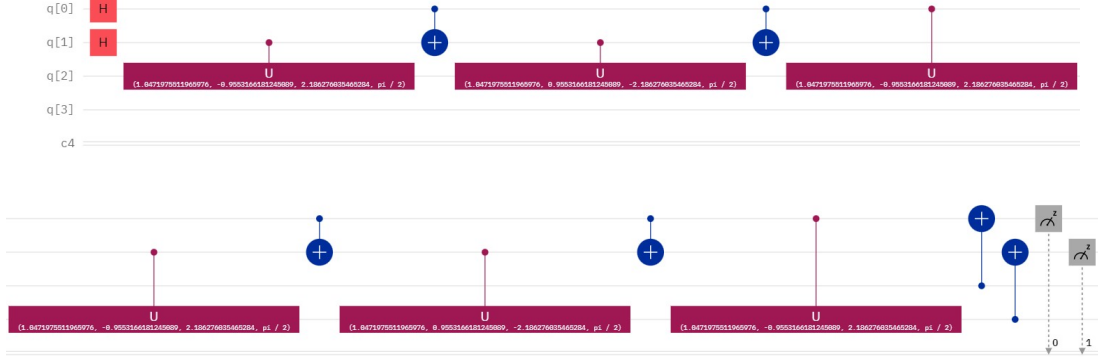 q[0] H
q[1] H
q[2] U U U
(1.0471975511965976, -0.9553166181245089, 2.186276035465284, pi / 2) (1.0471975511965976, 0.9553166181245089, -2.186276035465284, pi / 2) (1.0471975511965976, -0.9553166181245089, 2.186276035465284, pi / 2)
q[3]
c4
z
z
U U U
(1.0471975511965976, -0.9553166181245089, 2.186276035465284, pi / 2) (1.0471975511965976, 0.9553166181245089, -2.186276035465284, pi / 2) (1.0471975511965976, -0.9553166181245089, 2.186276035465284, pi / 2)
0 1